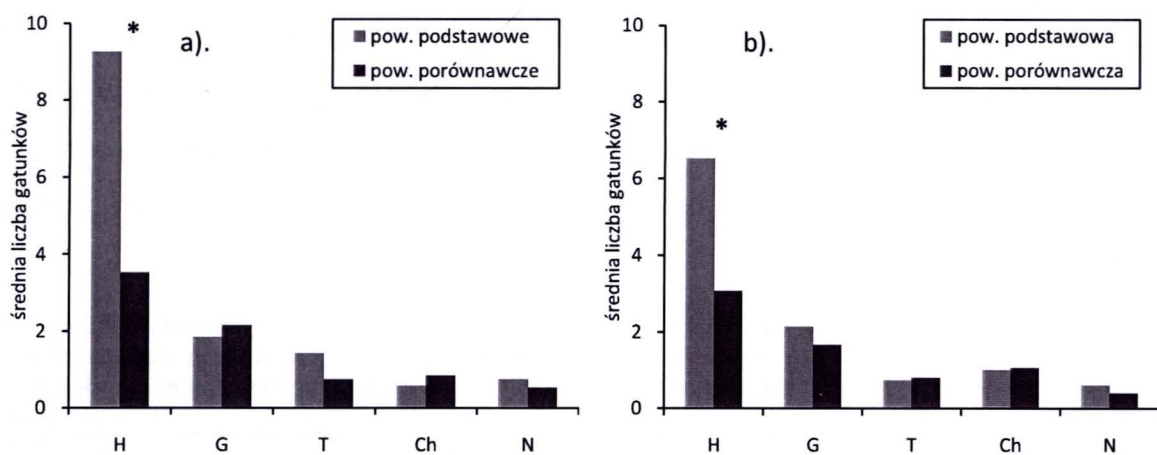 średnia liczba gatunków
10
8
6
4
2
0
*
a).
pow. podstawowe
pow. porównawcze
H G T Ch N
średnia liczba gatunków
10
8
6
4
2
0
*
b).
pow. podstawowa
pow. porównawcza
H G T Ch N